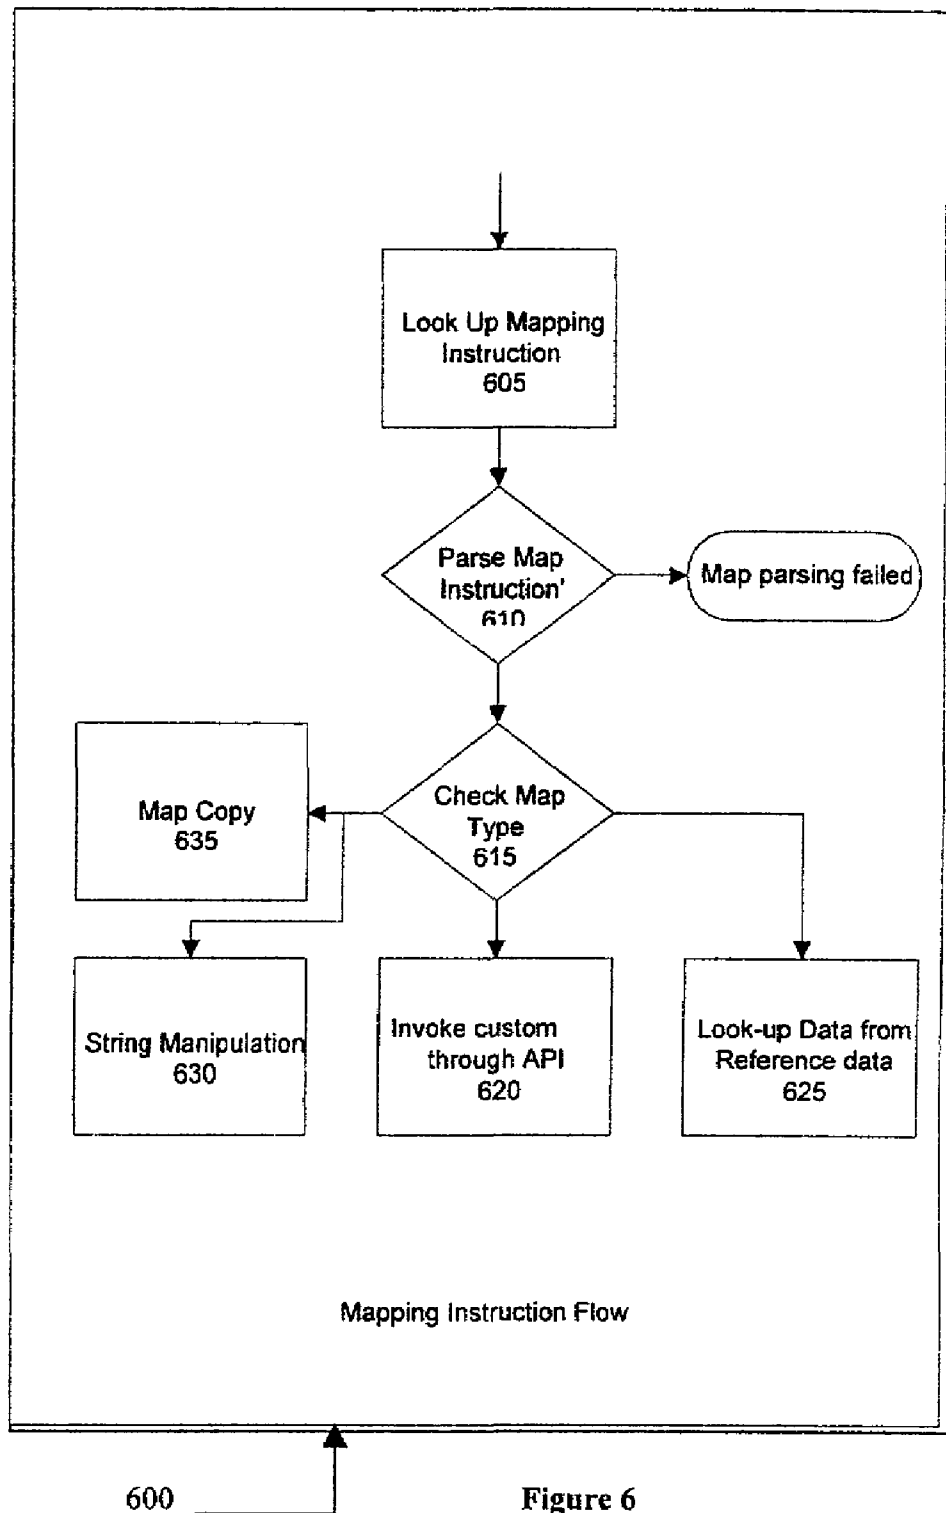 Look Up Mapping
Instruction
605
Parse Map
Instruction'
610
Map parsing failed
Check Map
Type
615
Map Copy
635
String Manipulation
630
Invoke custom
through API
620
Look-up Data from
Reference data
625
Mapping Instruction Flow
600
Figure 6